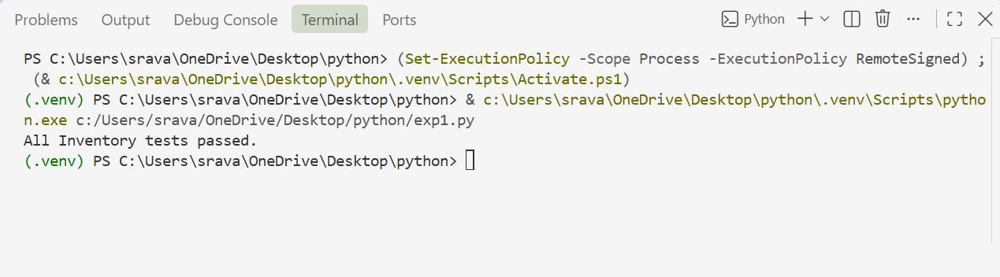 Problems Output Debug Console Terminal Ports Python
PS C:\Users\srava\OneDrive\Desktop\python> (Set-ExecutionPolicy -Scope Process -ExecutionPolicy RemoteSigned) ;
(& c:\Users\srava\OneDrive\Desktop\python\.venv\Scripts\Activate.ps1)
(.venv) PS C:\Users\srava\OneDrive\Desktop\python> & c:\Users\srava\OneDrive\Desktop\python\.venv\Scripts\pytho
n.exe c:/Users/srava/OneDrive/Desktop/python/exp1.py
All Inventory tests passed.
(.venv) PS C:\Users\srava\OneDrive\Desktop\python>